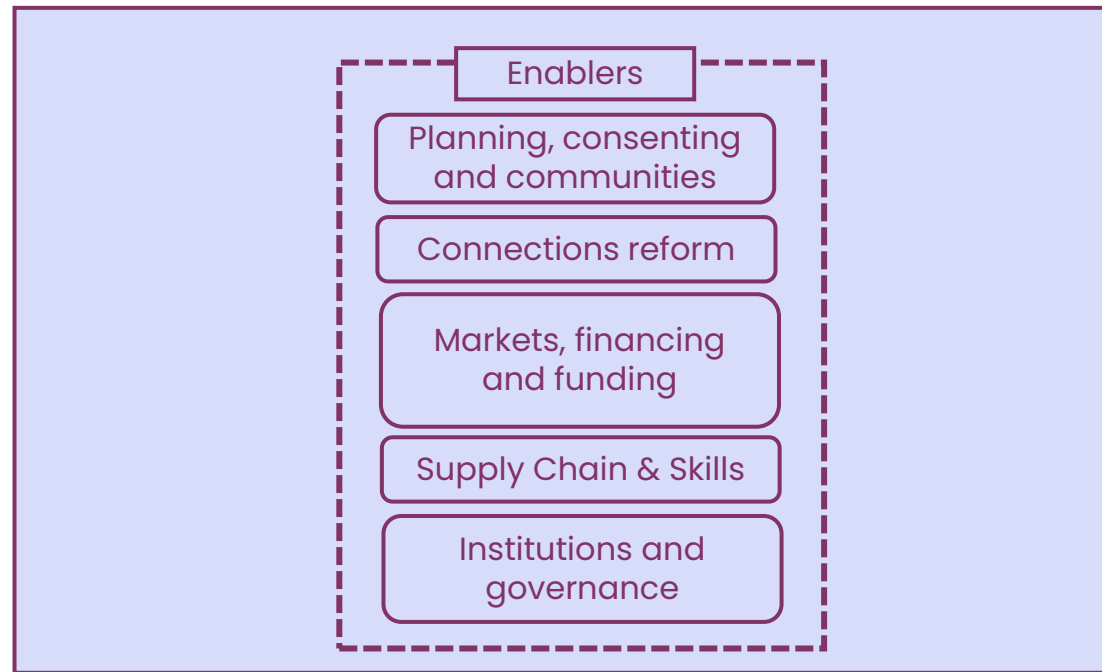 Enablers
Planning, consenting
and communities
Connections reform
Markets, financing
and funding
Supply Chain & Skills
Institutions and
governance